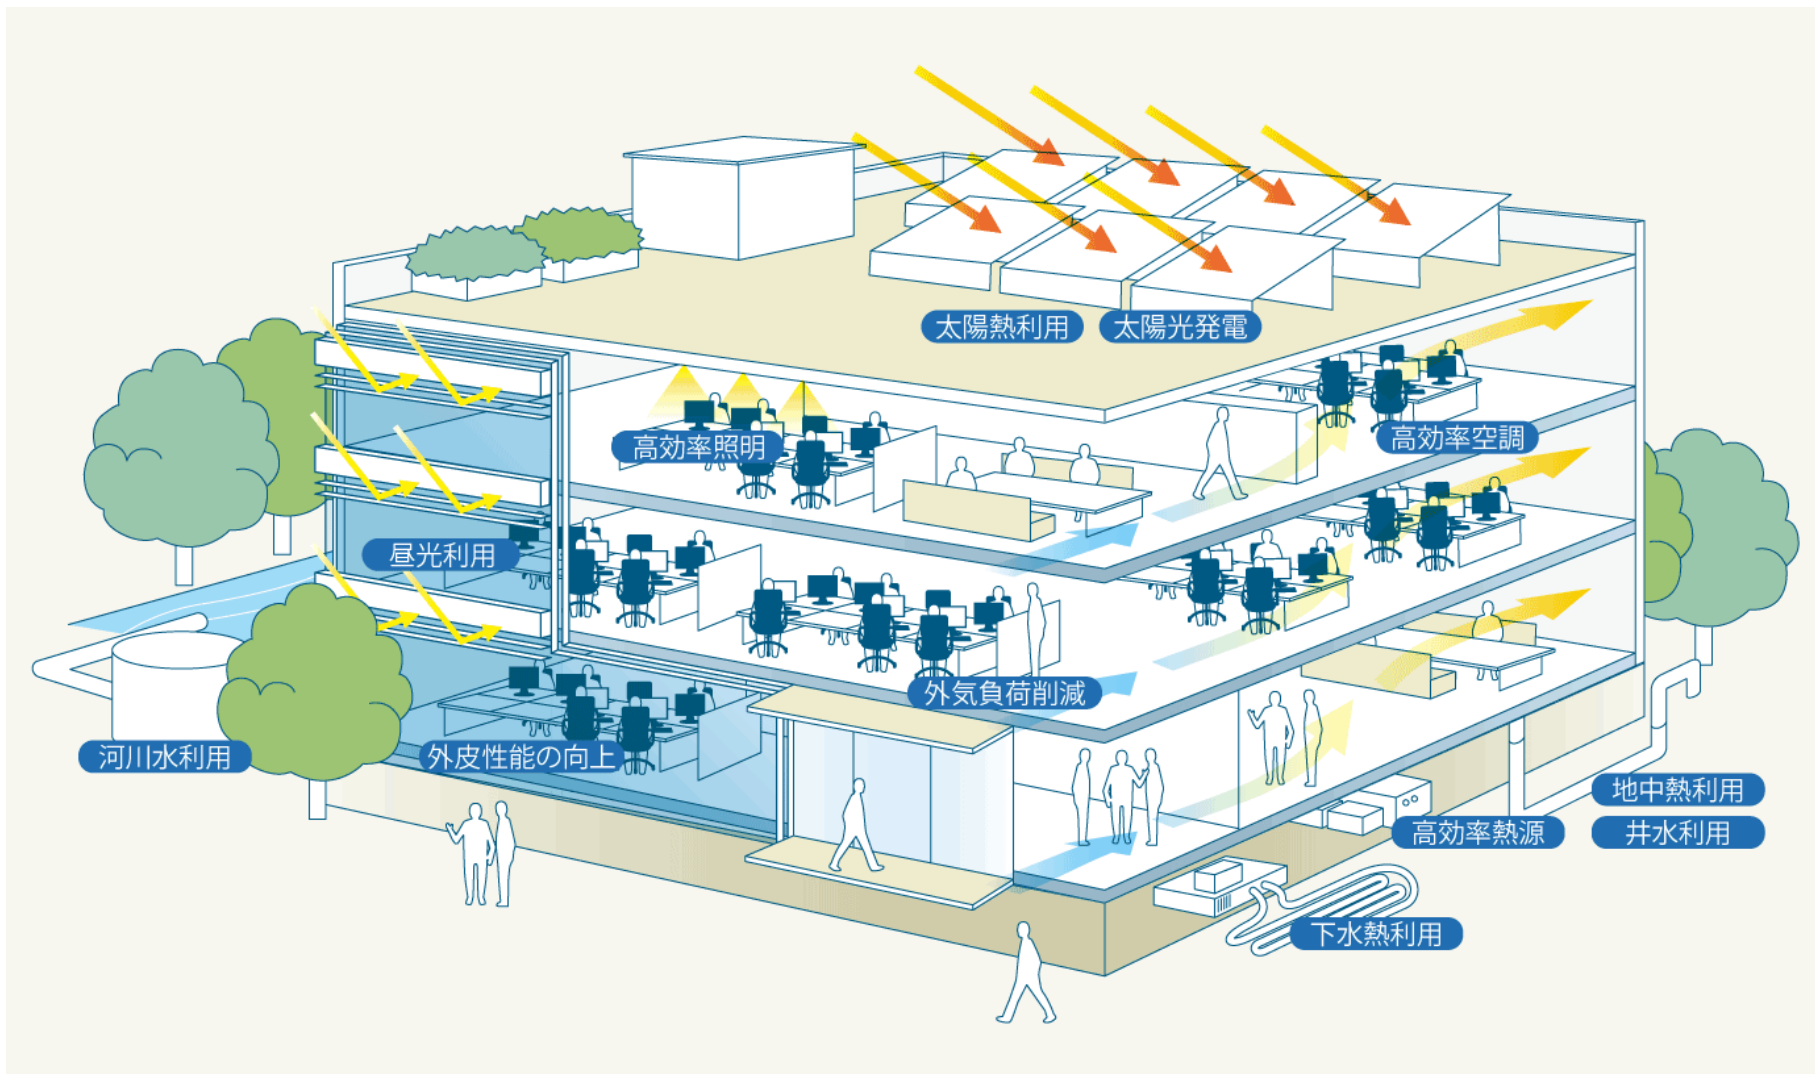 太陽熱利用
太陽光発電
高効率照明
高効率空調
昼光利用
外気負荷削減
河川水利用
外皮性能の向上
地中熱利用
高効率熱源
井水利用
下水熱利用